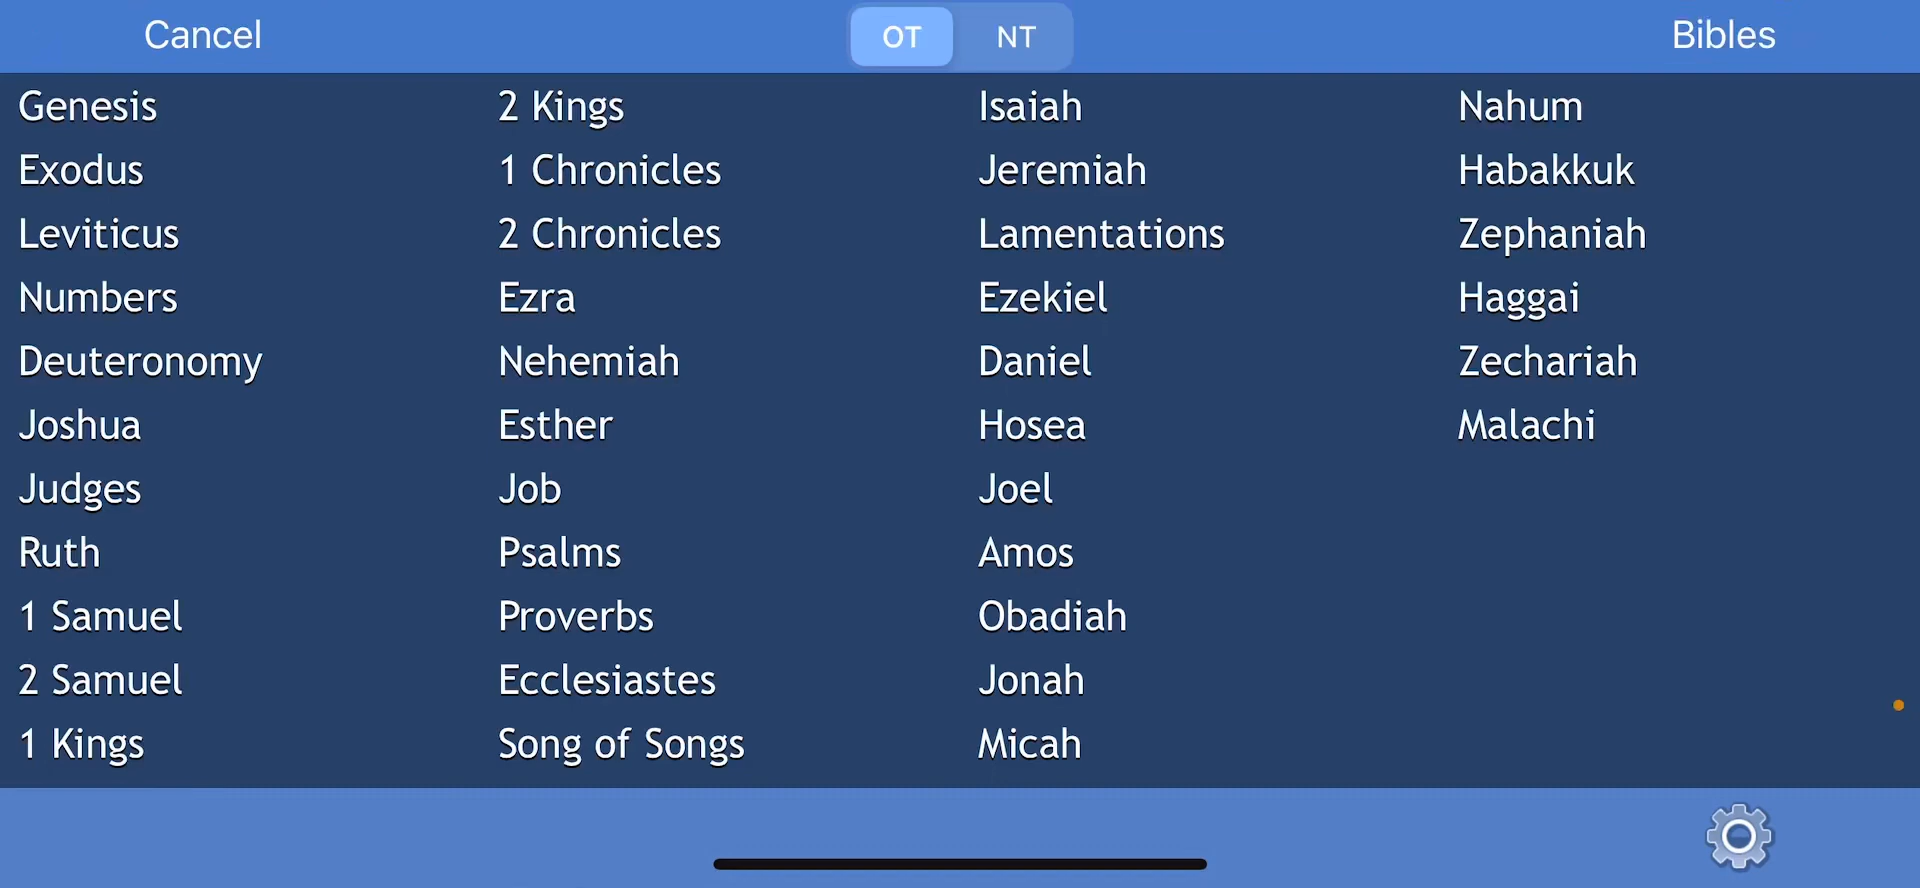 Cancel
OT NT
Bibles
Genesis
Exodus
Leviticus
Numbers
Deuteronomy
Joshua
Judges
Ruth
1 Samuel
2 Samuel
1 Kings
2 Kings
1 Chronicles
2 Chronicles
Ezra
Nehemiah
Esther
Job
Psalms
Proverbs
Ecclesiastes
Song of Songs
Isaiah
Jeremiah
Lamentations
Ezekiel
Daniel
Hosea
Joel
Amos
Obadiah
Jonah
Micah
Nahum
Habakkuk
Zephaniah
Haggai
Zechariah
Malachi